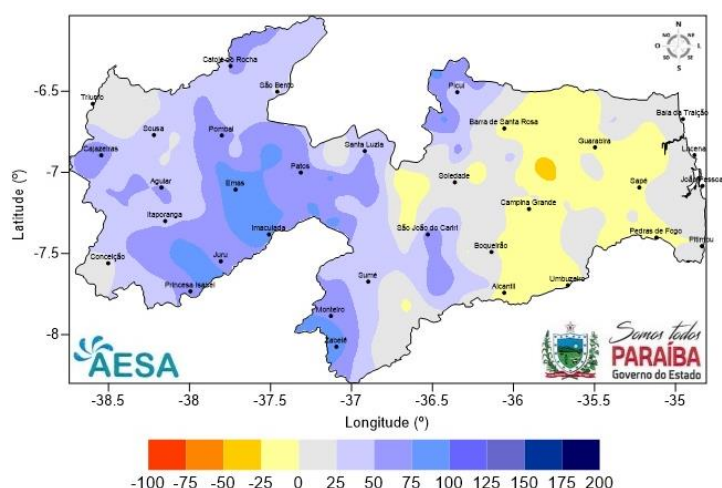 N
NO
NE
O
L
SO
SE
S
Catolé do Rocha
São Bento
-6.5
Triunfo
Picuí
Baía da Traição
Sousa
Pombal
Barra de Santa Rosa
Guarabira
Cajazeiras
Santa Luzia
Lucena
-7
Patos
Soledade
João Pessoa
Aguiar
Emas
Sapé
Itaporanga
Campina Grande
Imaculada
São João do Cariri
Pedras de Fogo
-7.5
Conceição
Juru
Boqueirão
Pitimbu
Princesa Isabel
Sumé
Alcantil
Umbuzeiro
Monteiro
-8
Zabelê
Latitude (º)
AESA
Somos todos
PARAÍBA
Governo do Estado
-38.5 -38 -37.5 -37 -36.5 -36 -35.5 -35
Longitude (º)
-100 -75 -50 -25 0 25 50 75 100 125 150 175 200